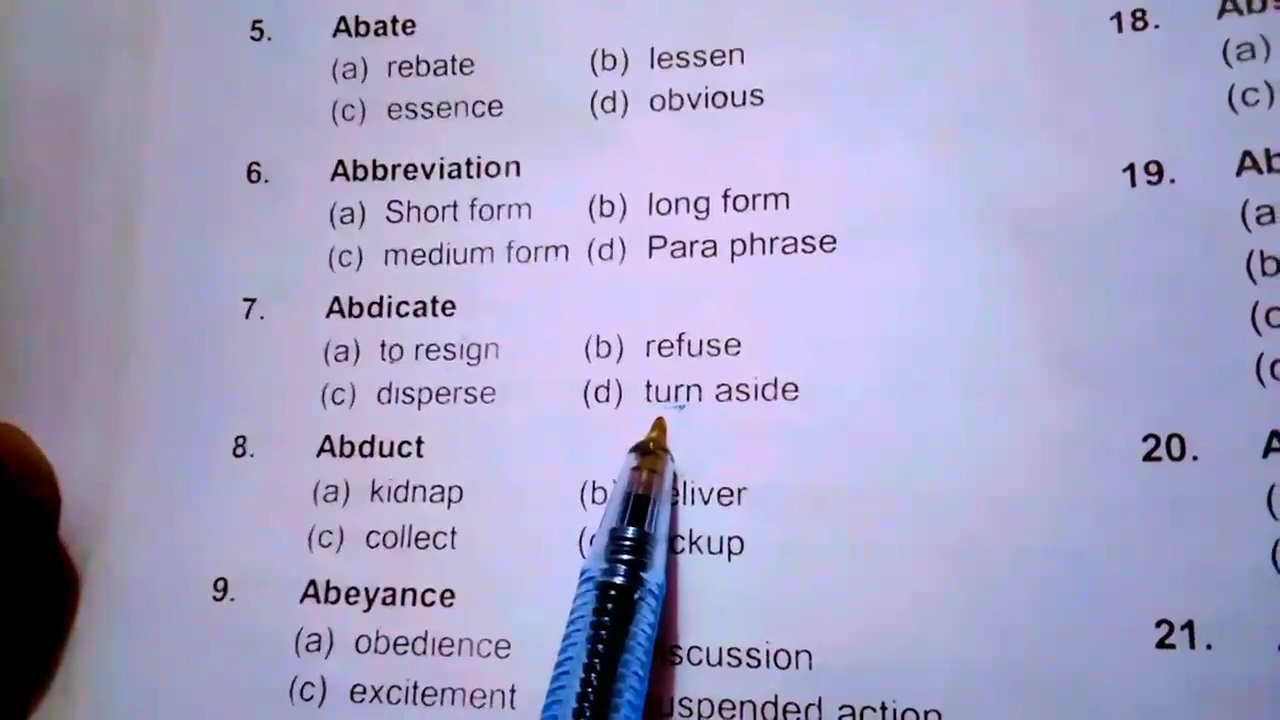 5. Abate
(a) rebate (b) lessen
(c) essence (d) obvious
6. Abbreviation
(a) Short form (b) long form
(c) medium form (d) Para phrase
7. Abdicate
(a) to resign (b) refuse
(c) disperse (d) turn aside
8. Abduct
(a) kidnap (b
(c) collect
9. Abeyance
(a) obedience
(c) excitement action
18.
(a)
(c)
19.
(a
(b
20.
21.